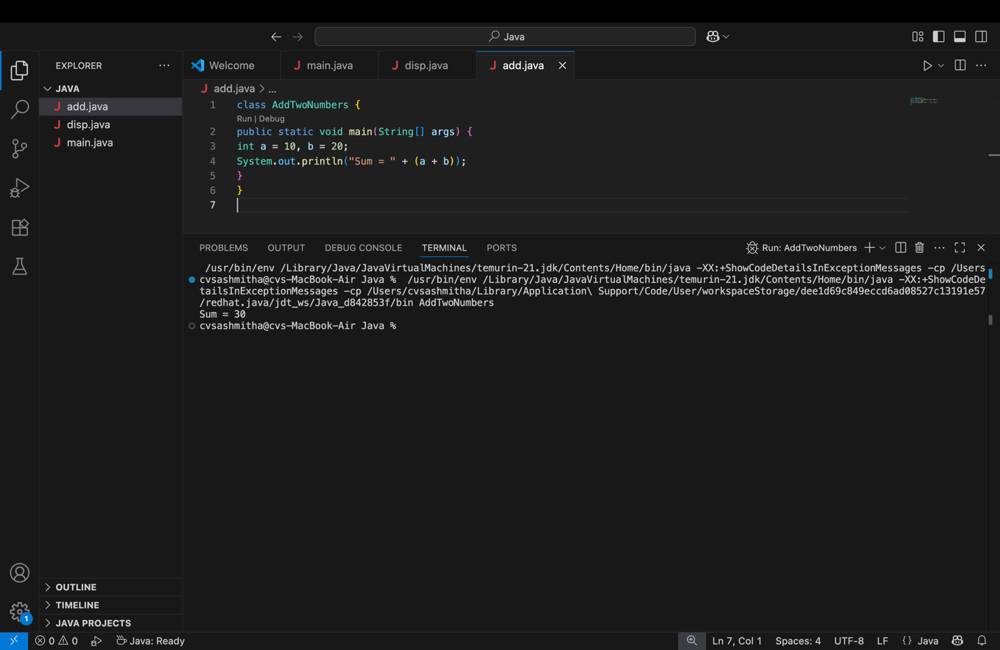 Java
EXPLORER
JAVA
add.java
disp.java
main.java
Welcome
main.java
disp.java
add.java
add.java > ...
1 class AddTwoNumbers {
Run | Debug
2 public static void main(String[] args) {
3 int a = 10, b = 20;
4 System.out.println("Sum = " + (a + b));
5 }
6 }
7
PROBLEMS OUTPUT DEBUG CONSOLE TERMINAL PORTS
Run: AddTwoNumbers
/usr/bin/env /Library/Java/JavaVirtualMachines/temurin-21.jdk/Contents/Home/bin/java -XX:+ShowCodeDetailsInExceptionMessages -cp /Users
cvsashmitha@cvs-MacBook-Air Java %  /usr/bin/env /Library/Java/JavaVirtualMachines/temurin-21.jdk/Contents/Home/bin/java -XX:+ShowCodeDe
tailsInExceptionMessages -cp /Users/cvsashmitha/Library/Application\ Support/Code/User/workspaceStorage/dee1d69c849eccd6ad08527c13191e57
/redhat.java/jdt_ws/Java_d842853f/bin AddTwoNumbers
Sum = 30
cvsashmitha@cvs-MacBook-Air Java %
OUTLINE
TIMELINE
JAVA PROJECTS
1
0 0 Java: Ready
Ln 7, Col 1 Spaces: 4 UTF-8 LF {} Java